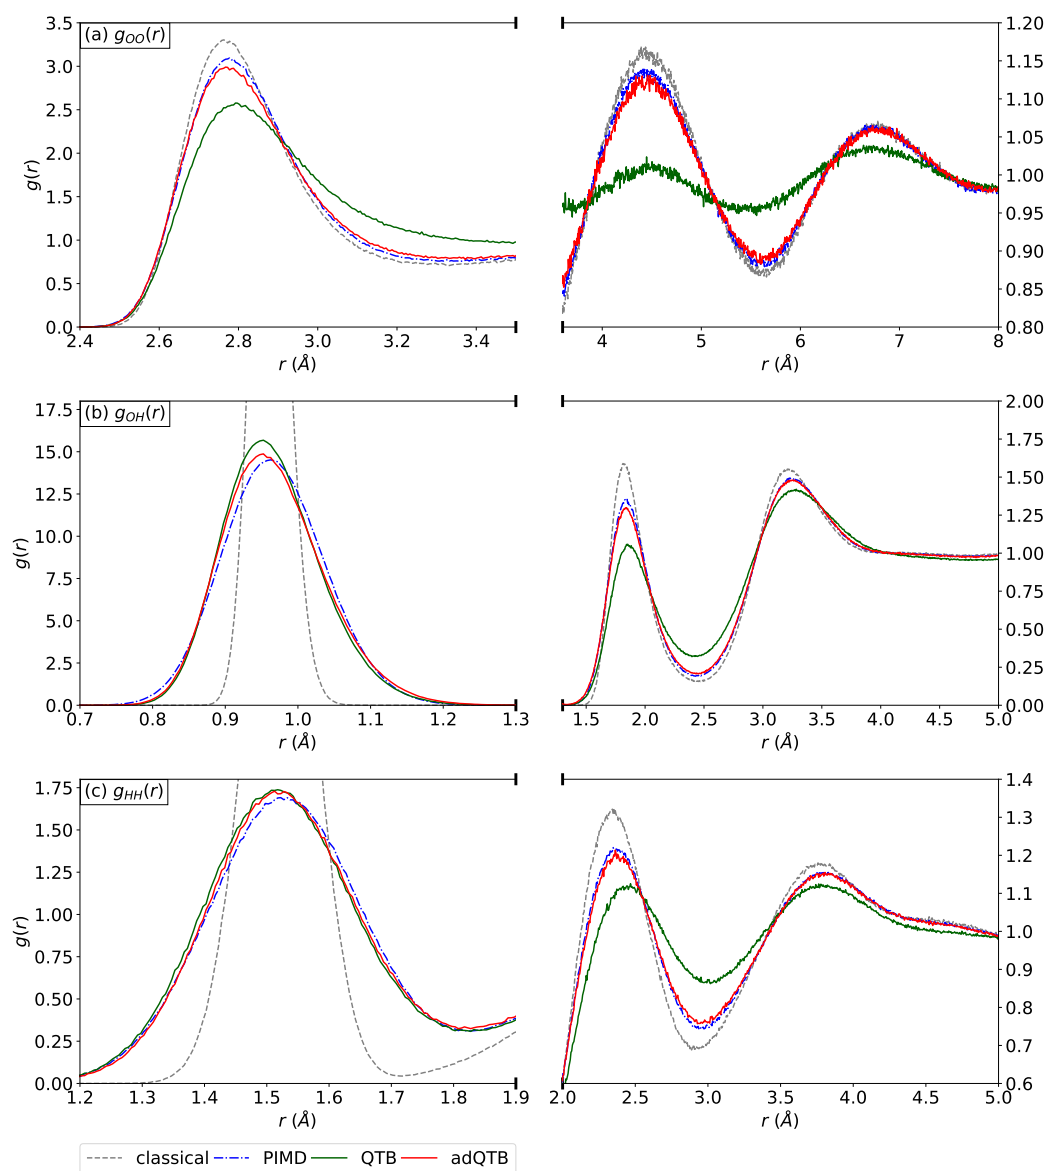 (a) g_OO(r)
3.5
3.0
2.5
2.0
1.5
1.0
0.5
0.0
g(r)
2.4 2.6 2.8 3.0 3.2 3.4
r (Å)
1.20
1.15
1.10
1.05
1.00
0.95
0.90
0.85
0.80
4 5 6 7 8
r (Å)
(b) g_OH(r)
17.5
15.0
12.5
10.0
7.5
5.0
2.5
0.0
g(r)
0.7 0.8 0.9 1.0 1.1 1.2 1.3
r (Å)
2.00
1.75
1.50
1.25
1.00
0.75
0.50
0.25
0.00
1.5 2.0 2.5 3.0 3.5 4.0 4.5 5.0
r (Å)
(c) g_HH(r)
1.75
1.50
1.25
1.00
0.75
0.50
0.25
0.00
g(r)
1.2 1.3 1.4 1.5 1.6 1.7 1.8 1.9
r (Å)
1.4
1.3
1.2
1.1
1.0
0.9
0.8
0.7
0.6
2.0 2.5 3.0 3.5 4.0 4.5 5.0
r (Å)
classical PIMD QTB adQTB